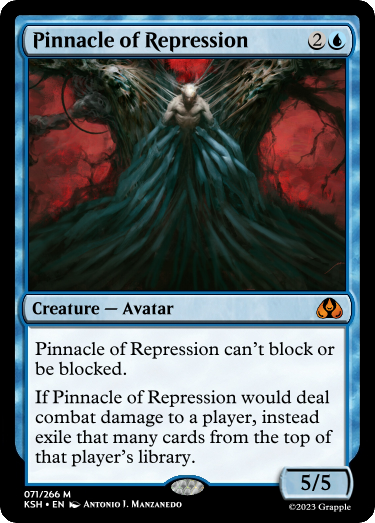 Pinnacle of Repression 2
Creature — Avatar
Pinnacle of Repression can't block or
be blocked.
If Pinnacle of Repression would deal
combat damage to a player, instead
exile that many cards from the top of
that player's library.
5/5
071/266 M
KSH • EN Antonio J. Manzanedo
©2023 Grapple